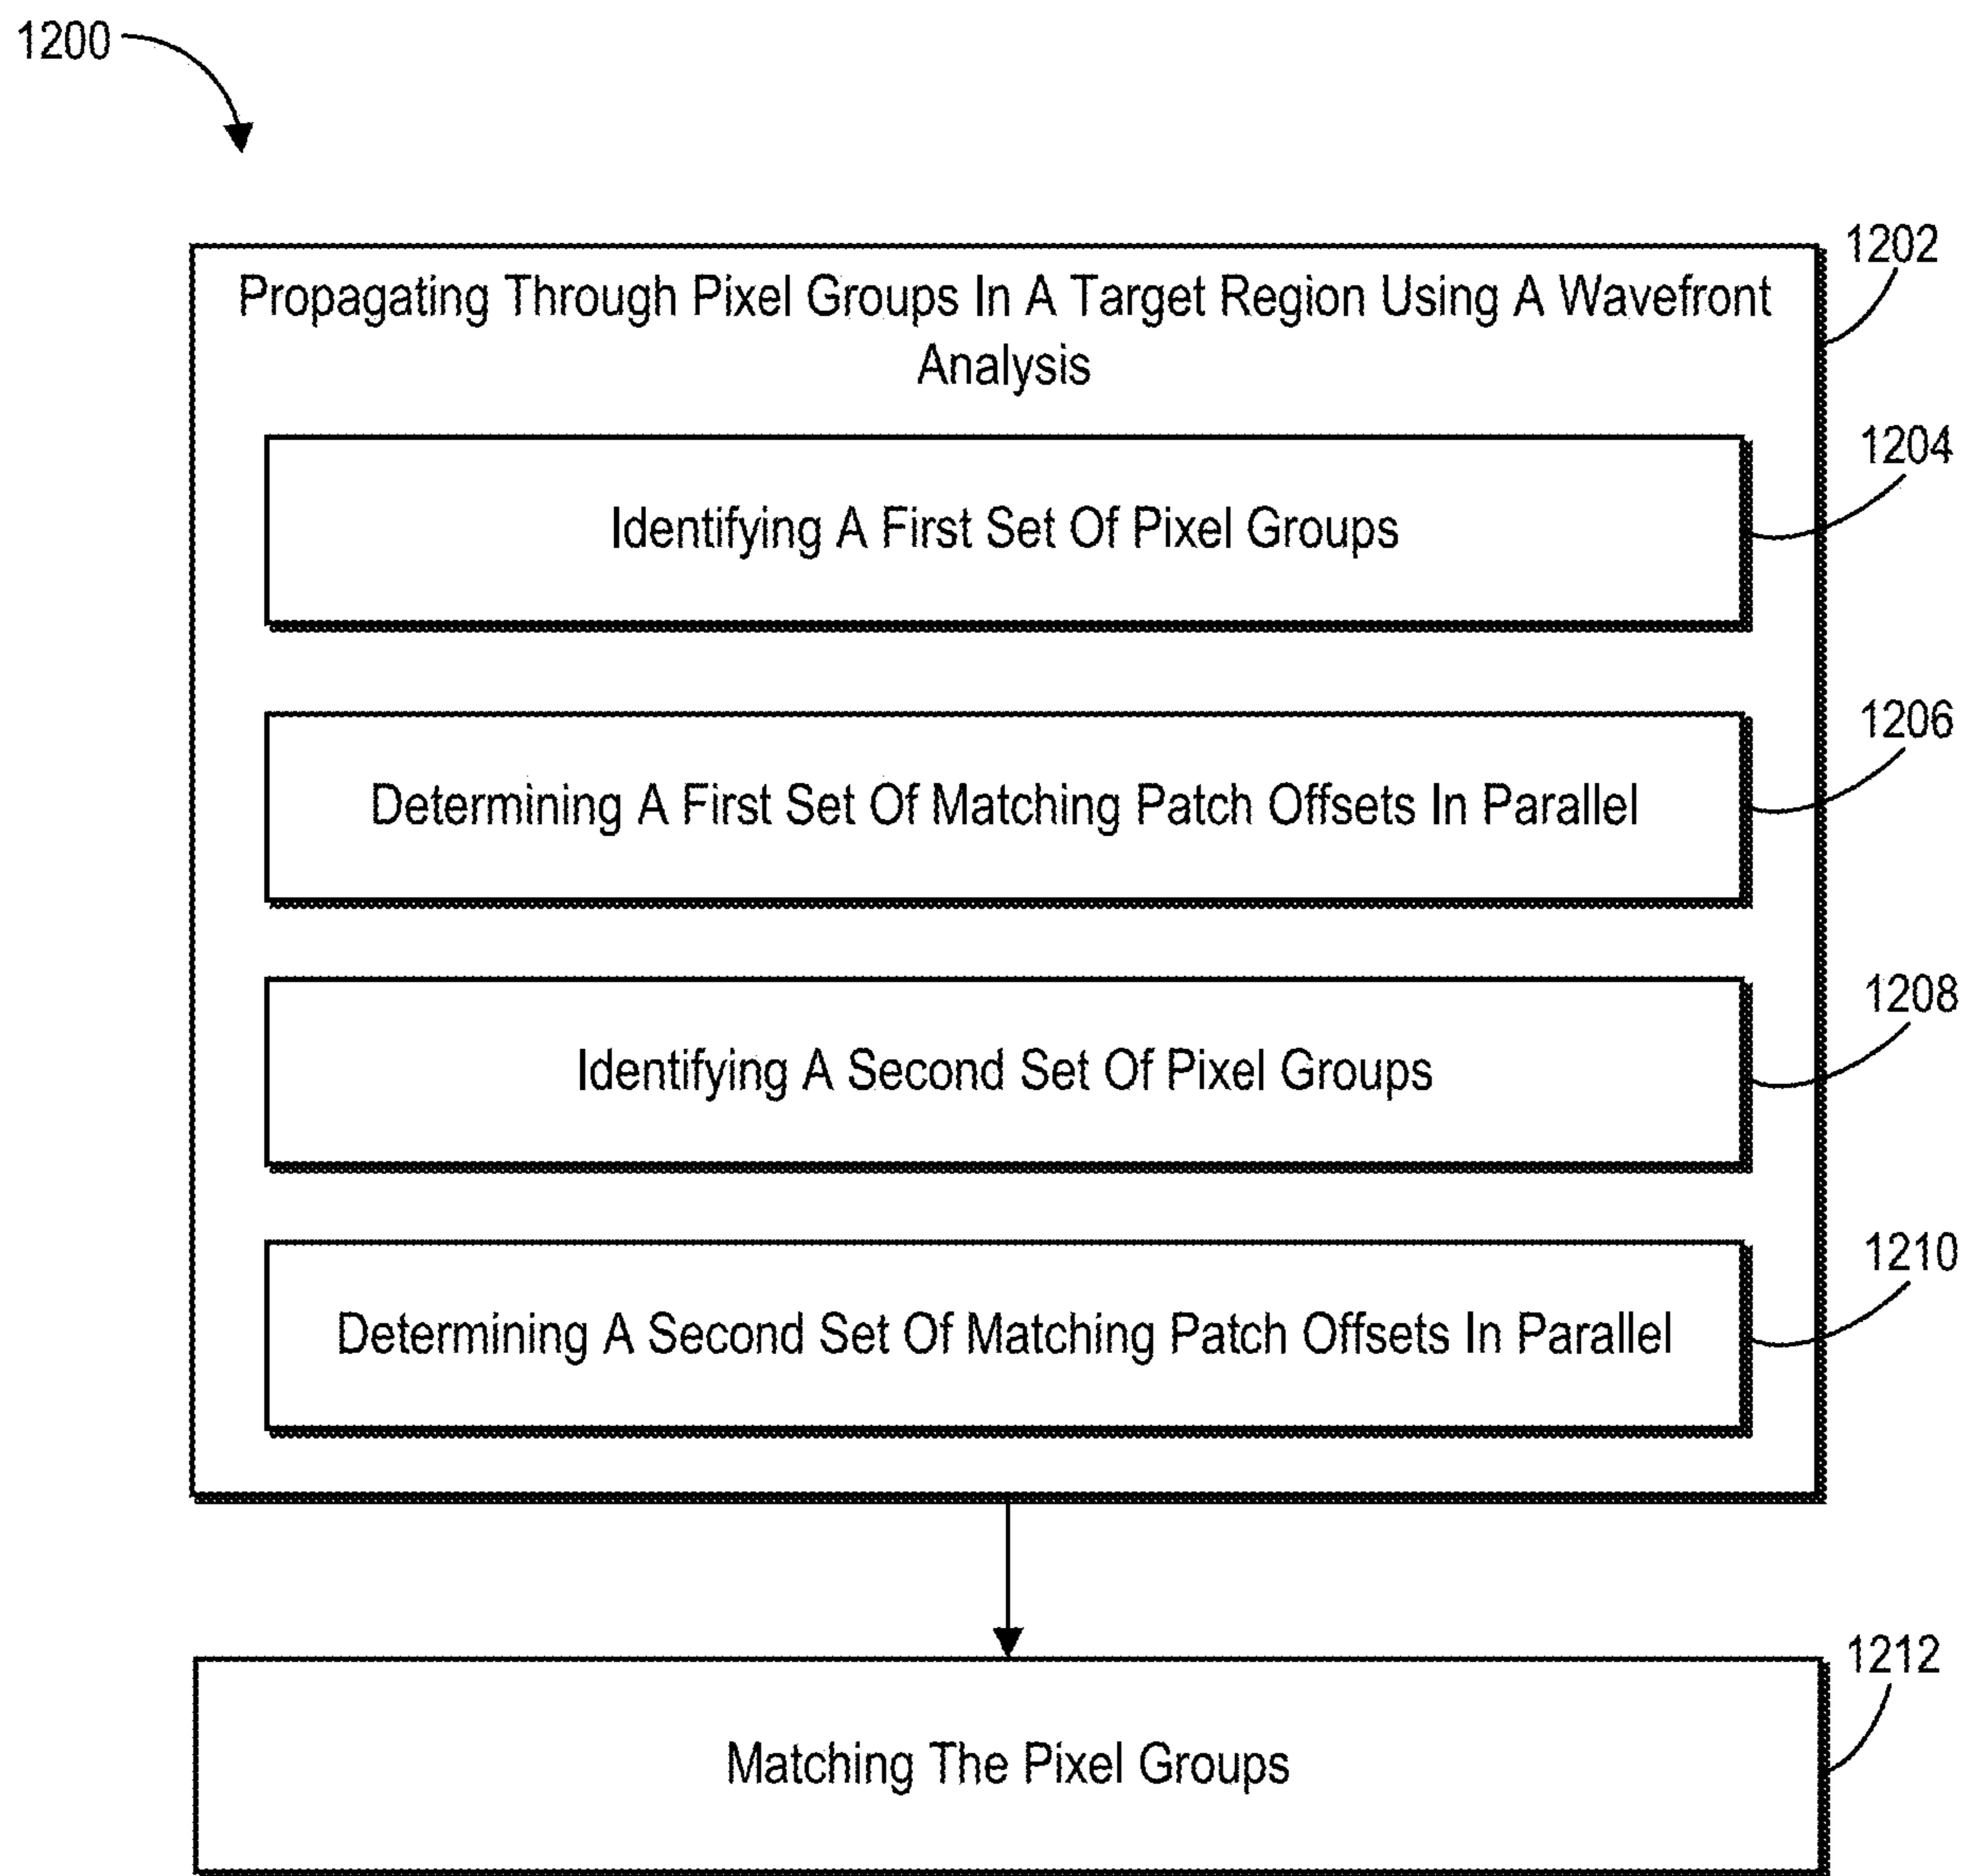 1200
1202
Propagating Through Pixel Groups In A Target Region Using A Wavefront
Analysis
1204
Identifying A First Set Of Pixel Groups
1206
Determining A First Set Of Matching Patch Offsets In Parallel
1208
Identifying A Second Set Of Pixel Groups
1210
Determining A Second Set Of Matching Patch Offsets In Parallel
1212
Matching The Pixel Groups